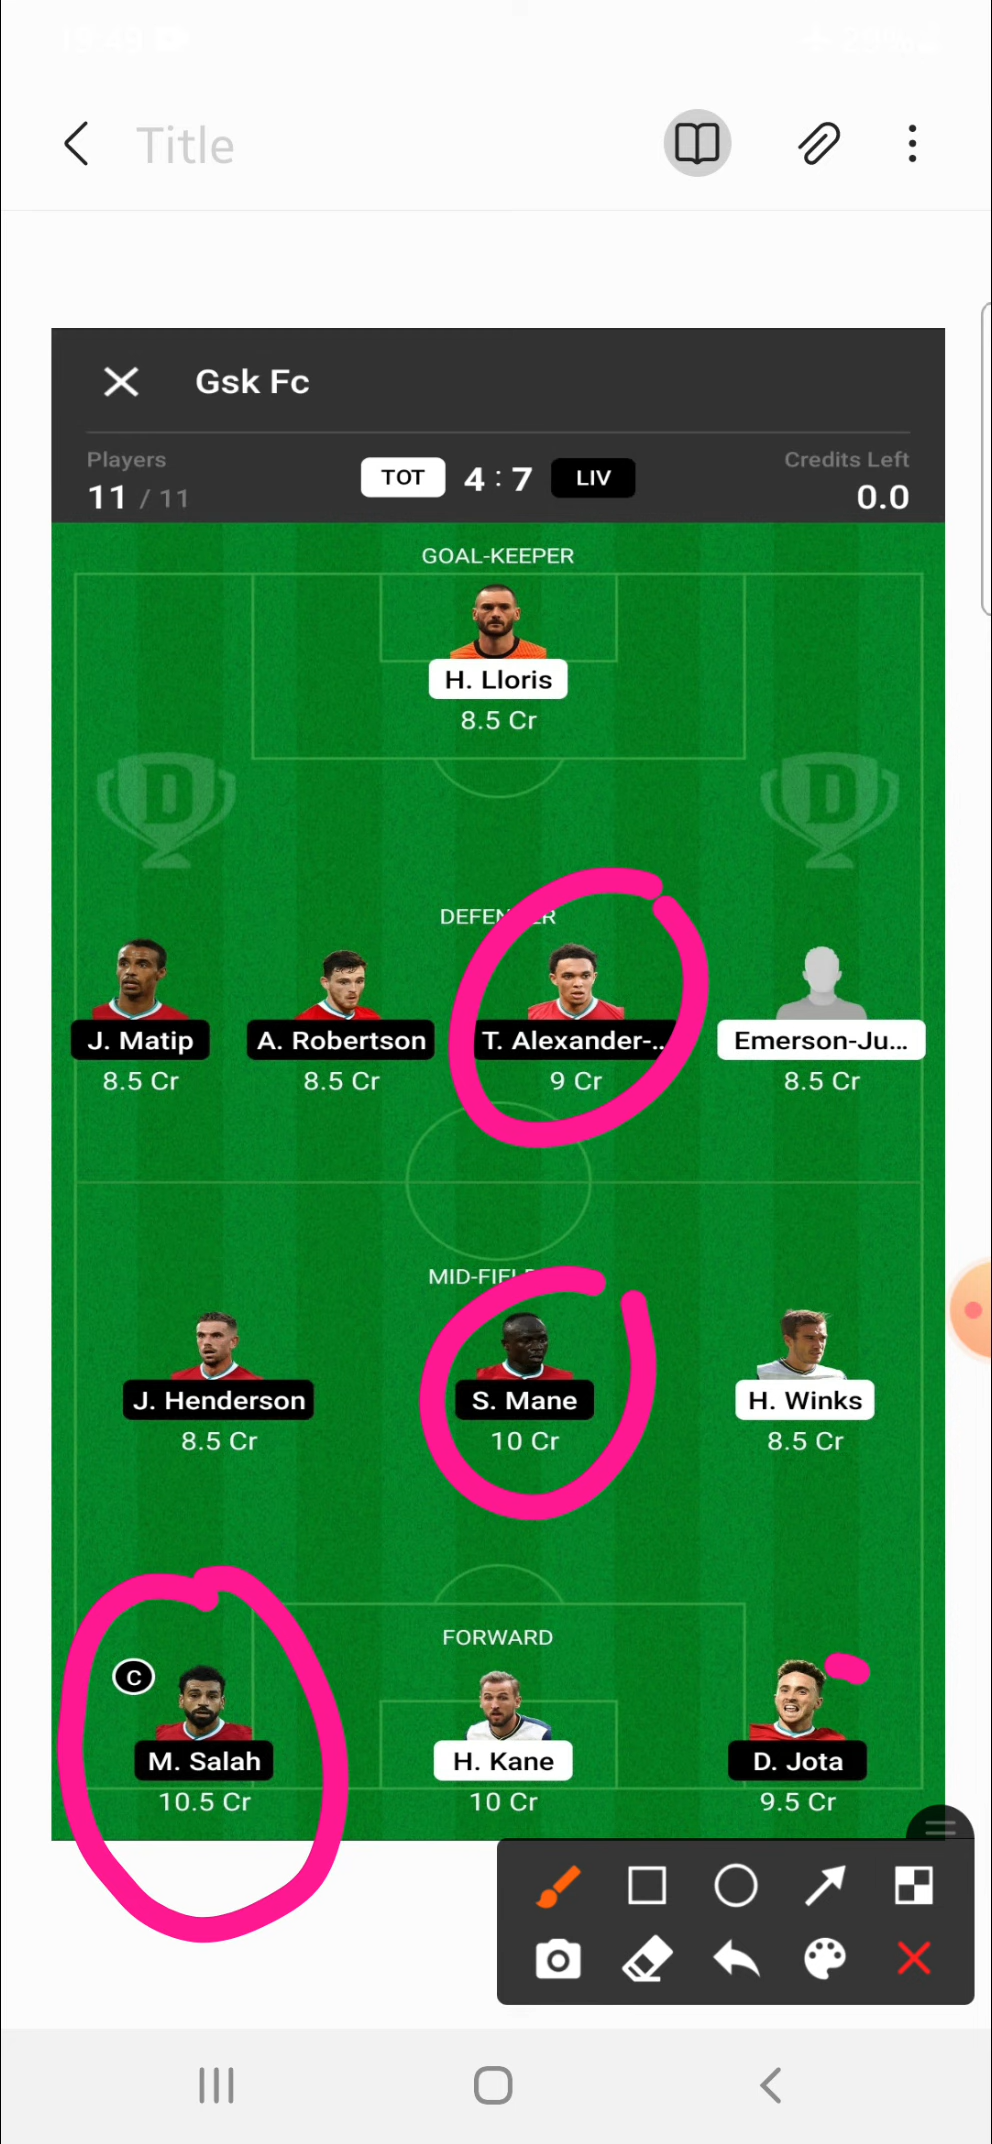 Title
Gsk Fc
Players
11 / 11
TOT 4 : 7 LIV
Credits Left
0.0
GOAL-KEEPER
H. Lloris
8.5 Cr
D D
J. Matip A. Robertson T. Alexander-.. Emerson-Ju...
8.5 Cr 8.5 Cr 9 Cr 8.5 Cr
J. Henderson S. Mane H. Winks
8.5 Cr 10 Cr 8.5 Cr
FORWARD
C
M. Salah H. Kane D. Jota
10.5 Cr 10 Cr 9.5 Cr